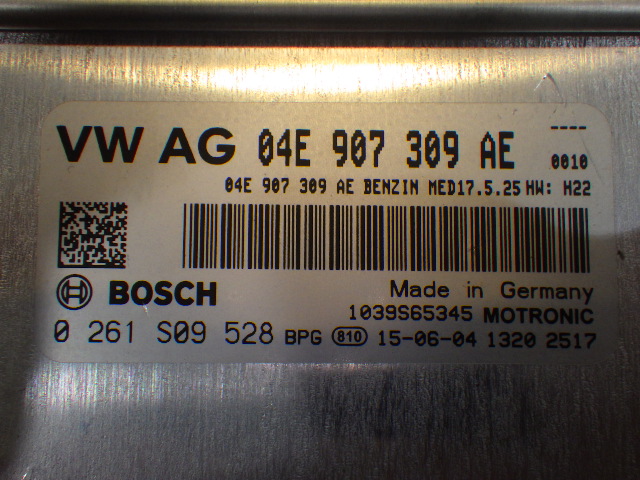 VW AG 04E 907 309 AE ----
0010
04E 907 309 AE BENZIN MED17.5.25 HW: H22
BOSCH Made in Germany
1039S65345 MOTRONIC
0 261 S09 528 BPG 810 15-06-04 1320 2517